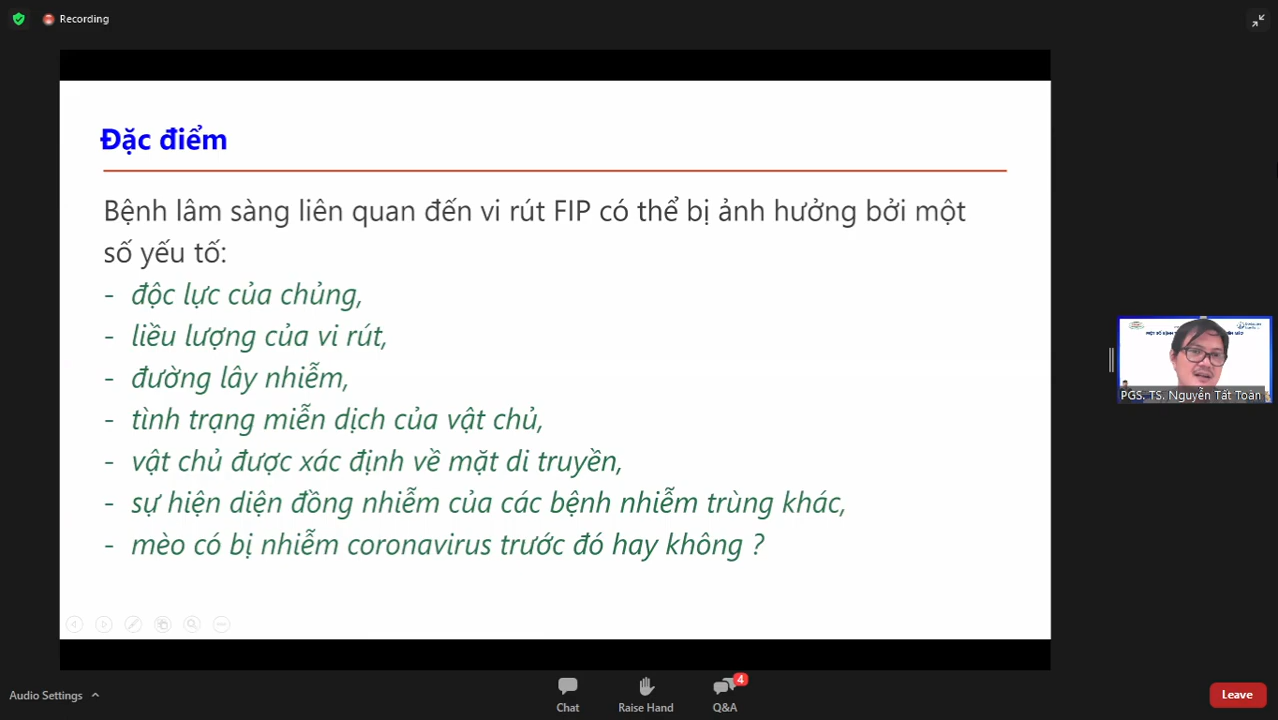 Recording
Đặc điểm
Bệnh lâm sàng liên quan đến vi rút FIP có thể bị ảnh hưởng bởi một
số yếu tố:
- độc lực của chủng,
- liều lượng của vi rút,
- đường lây nhiễm,
- tình trạng miễn dịch của vật chủ,
- vật chủ được xác định về mặt di truyền,
- sự hiện diện đồng nhiễm của các bệnh nhiễm trùng khác,
- mèo có bị nhiễm coronavirus trước đó hay không ?
PGS. TS. Nguyễn Tất Toàn
Audio Settings
Chat
Raise Hand
4
Q&A
Leave